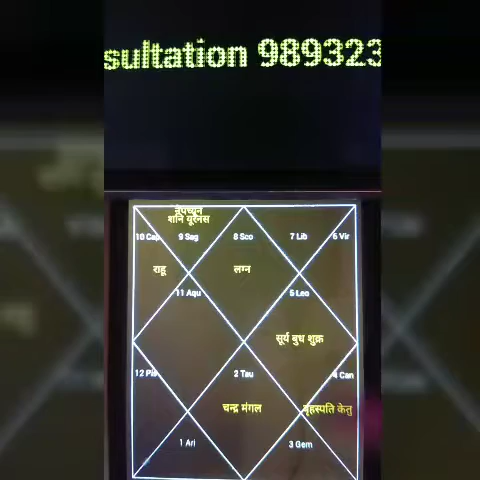 sultation 989323
नेपच्यून
शनि यूरेनस
10 Cap 9 Sag 8 Sco 7 Lib 6 Vir
राहू लग्न
11 Aqu 5 Leo
सूर्य बुध शुक्र
12 Pis 2 Tau 4 Can
चन्द्र मंगल बृहस्पति केतु
1 Ari 3 Gem